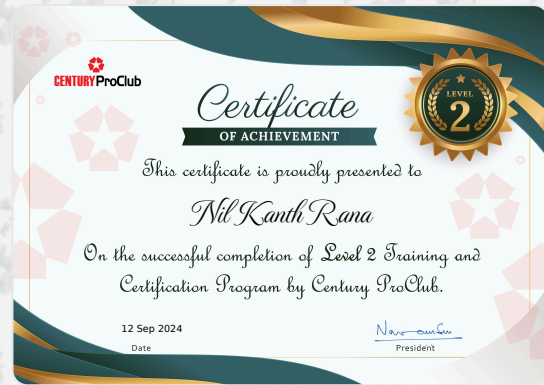 CENTURY ProClub
Certificate
OF ACHIEVEMENT
LEVEL
2
This certificate is proudly presented to
Nil Kanth Rana
On the successful completion of Level 2 Training and
Certification Program by Century ProClub.
12 Sep 2024
Date
President